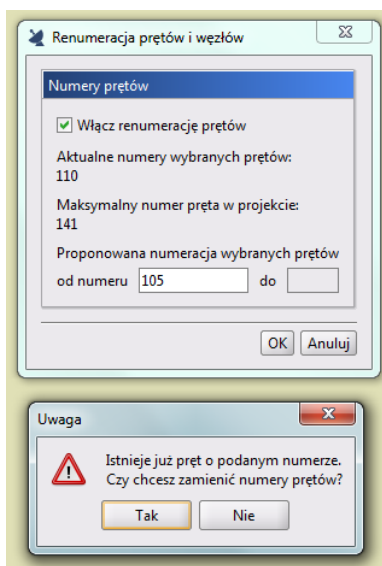 Renumeracja prętów i węzłów
Numery prętów
Włącz renumerację prętów
Aktualne numery wybranych prętów:
110
Maksymalny numer pręta w projekcie:
141
Proponowana numeracja wybranych prętów
od numeru 105 do
OK Anuluj
Uwaga
Istnieje już pręt o podanym numerze.
Czy chcesz zamienić numery prętów?
Tak Nie